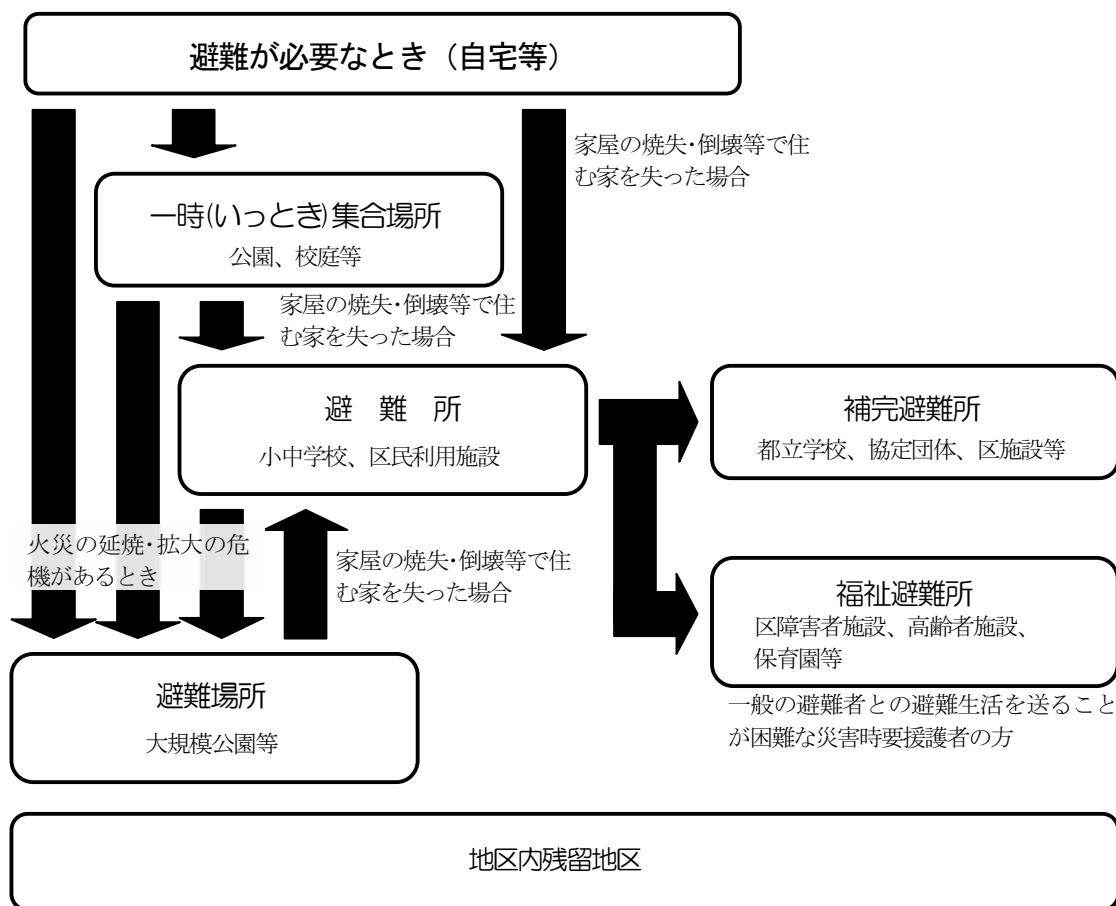 避難が必要なとき（自宅等）
家屋の焼失・倒壊等で住
む家を失った場合
一時(いっとき)集合場所
公園、校庭等
家屋の焼失・倒壊等で住
む家を失った場合
避　難　所
小中学校、区民利用施設
補完避難所
都立学校、協定団体、区施設等
火災の延焼・拡大の危
機があるとき
家屋の焼失・倒壊等で住
む家を失った場合
福祉避難所
区障害者施設、高齢者施設、
保育園等
一般の避難者との避難生活を送ること
が困難な災害時要援護者の方
避難場所
大規模公園等
地区内残留地区